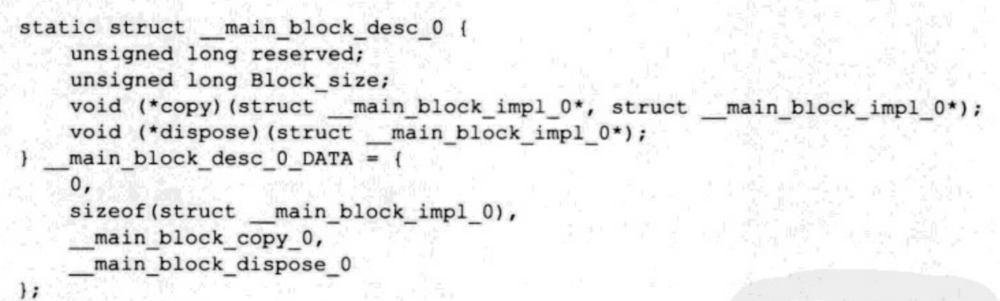 static struct __main_block_desc_0 {
    unsigned long reserved;
    unsigned long Block_size;
    void (*copy)(struct __main_block_impl_0*, struct __main_block_impl_0*);
    void (*dispose)(struct __main_block_impl_0*);
} __main_block_desc_0_DATA = {
    0,
    sizeof(struct __main_block_impl_0),
    __main_block_copy_0,
    __main_block_dispose_0
};